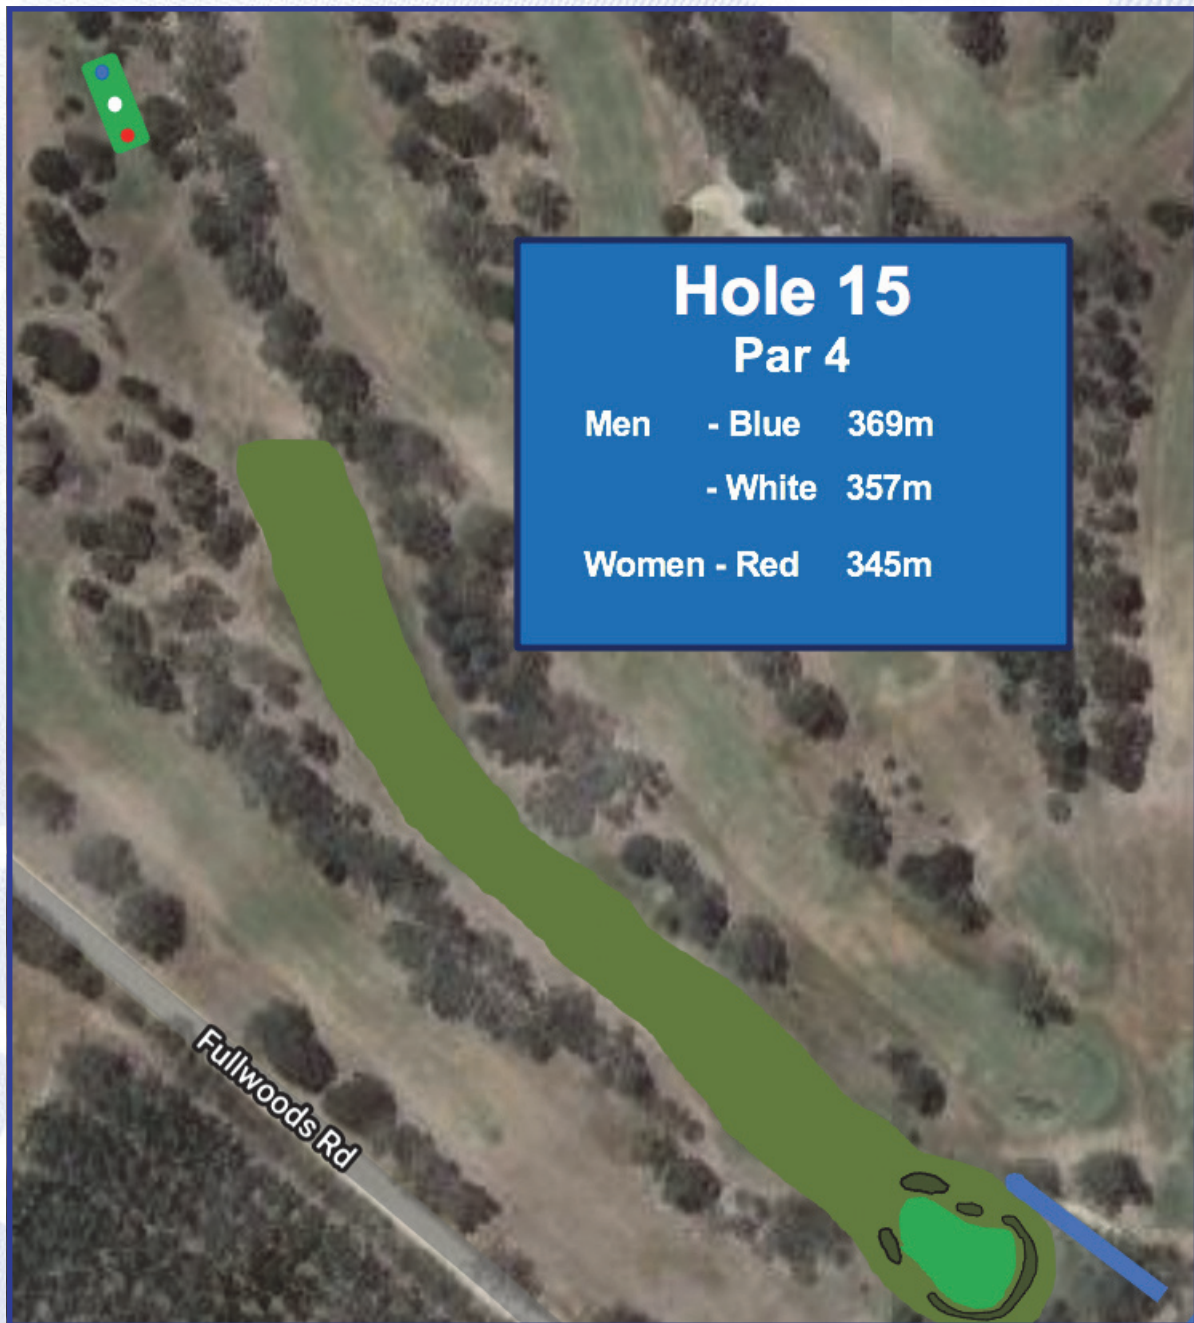 Hole 15
Par 4
Men - Blue 369m
- White 357m
Women - Red 345m
Fullwoods Rd